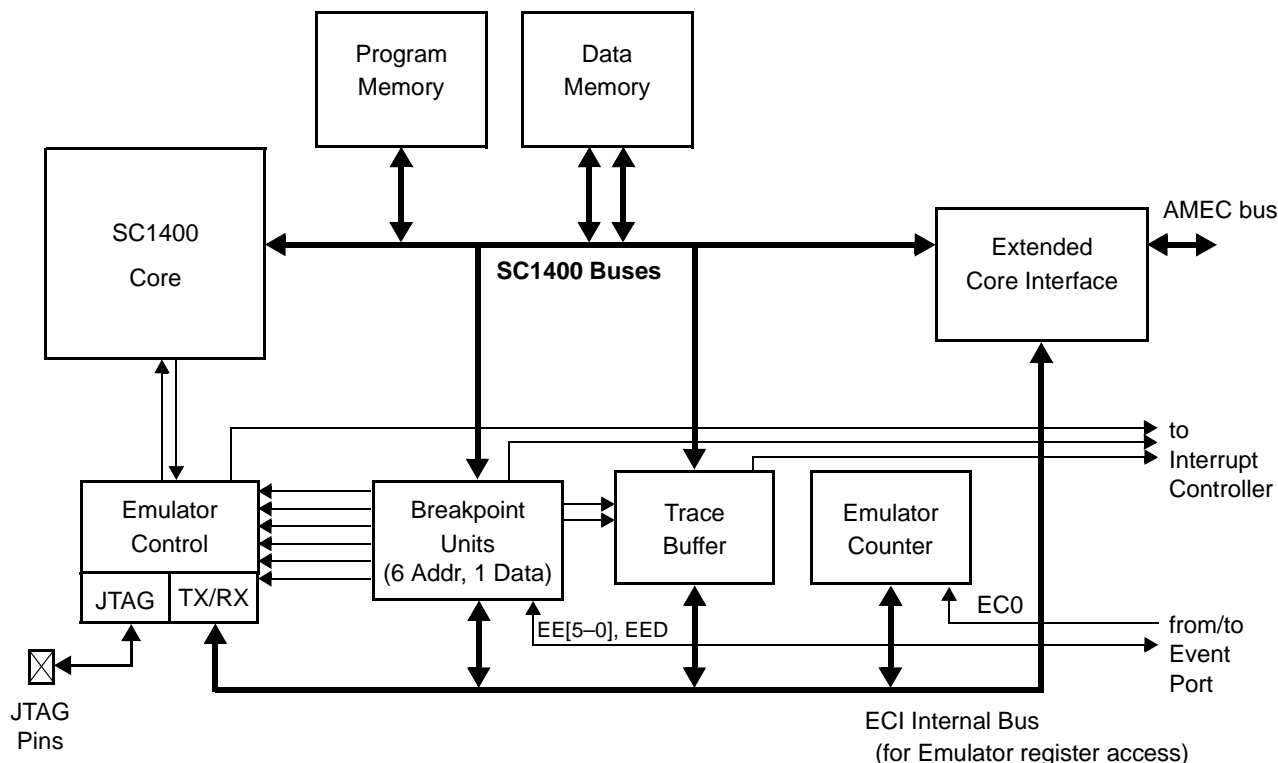 Program
Memory
Data
Memory
SC1400
Core
SC1400 Buses
Extended
Core Interface
AMEC bus
to
Interrupt
Controller
Emulator
Control
JTAG
TX/RX
Breakpoint
Units
(6 Addr, 1 Data)
Trace
Buffer
Emulator
Counter
EE[5–0], EED
EC0
from/to
Event
Port
JTAG
Pins
ECI Internal Bus
(for Emulator register access)